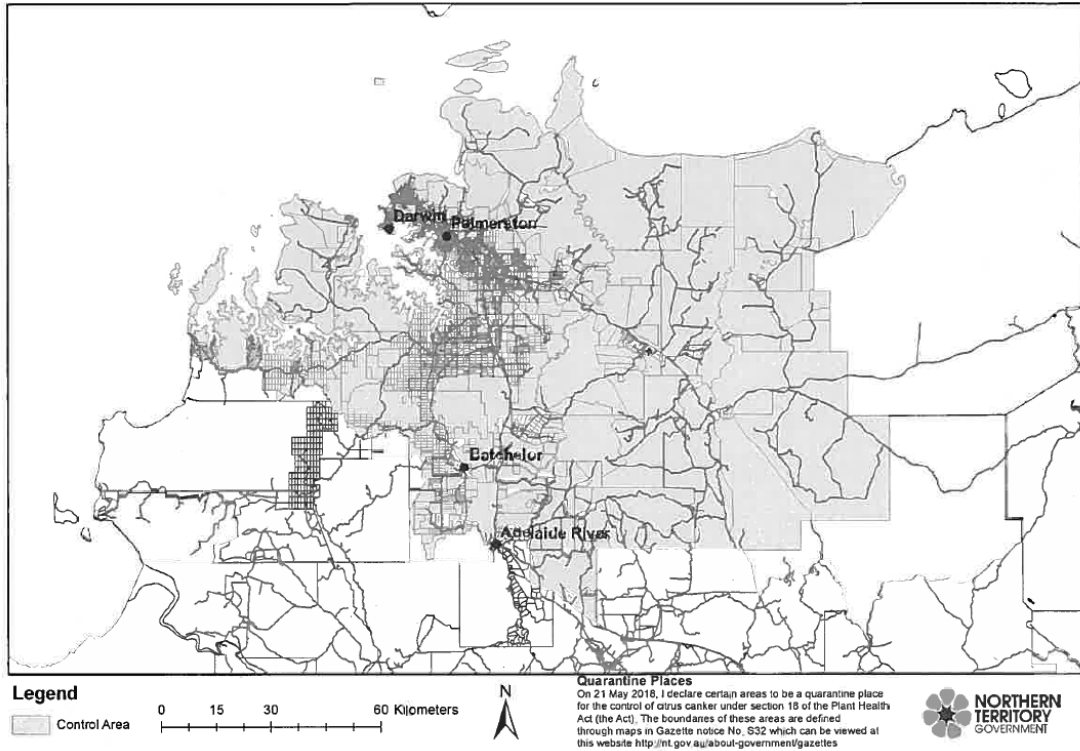 Darwin
Palmerston
Batchelor
Adelaide River
Legend
Control Area
0 15 30 60 Kilometers
N
Quarantine Places
On 21 May 2018, I declare certain areas to be a quarantine place
for the control of citrus canker under section 16 of the Plant Health
Act (the Act). The boundaries of these areas are defined
through maps in Gazette notice No. S32 which can be viewed at
this website http://nt.gov.au/about-government/gazettes
NORTHERN
TERRITORY
GOVERNMENT